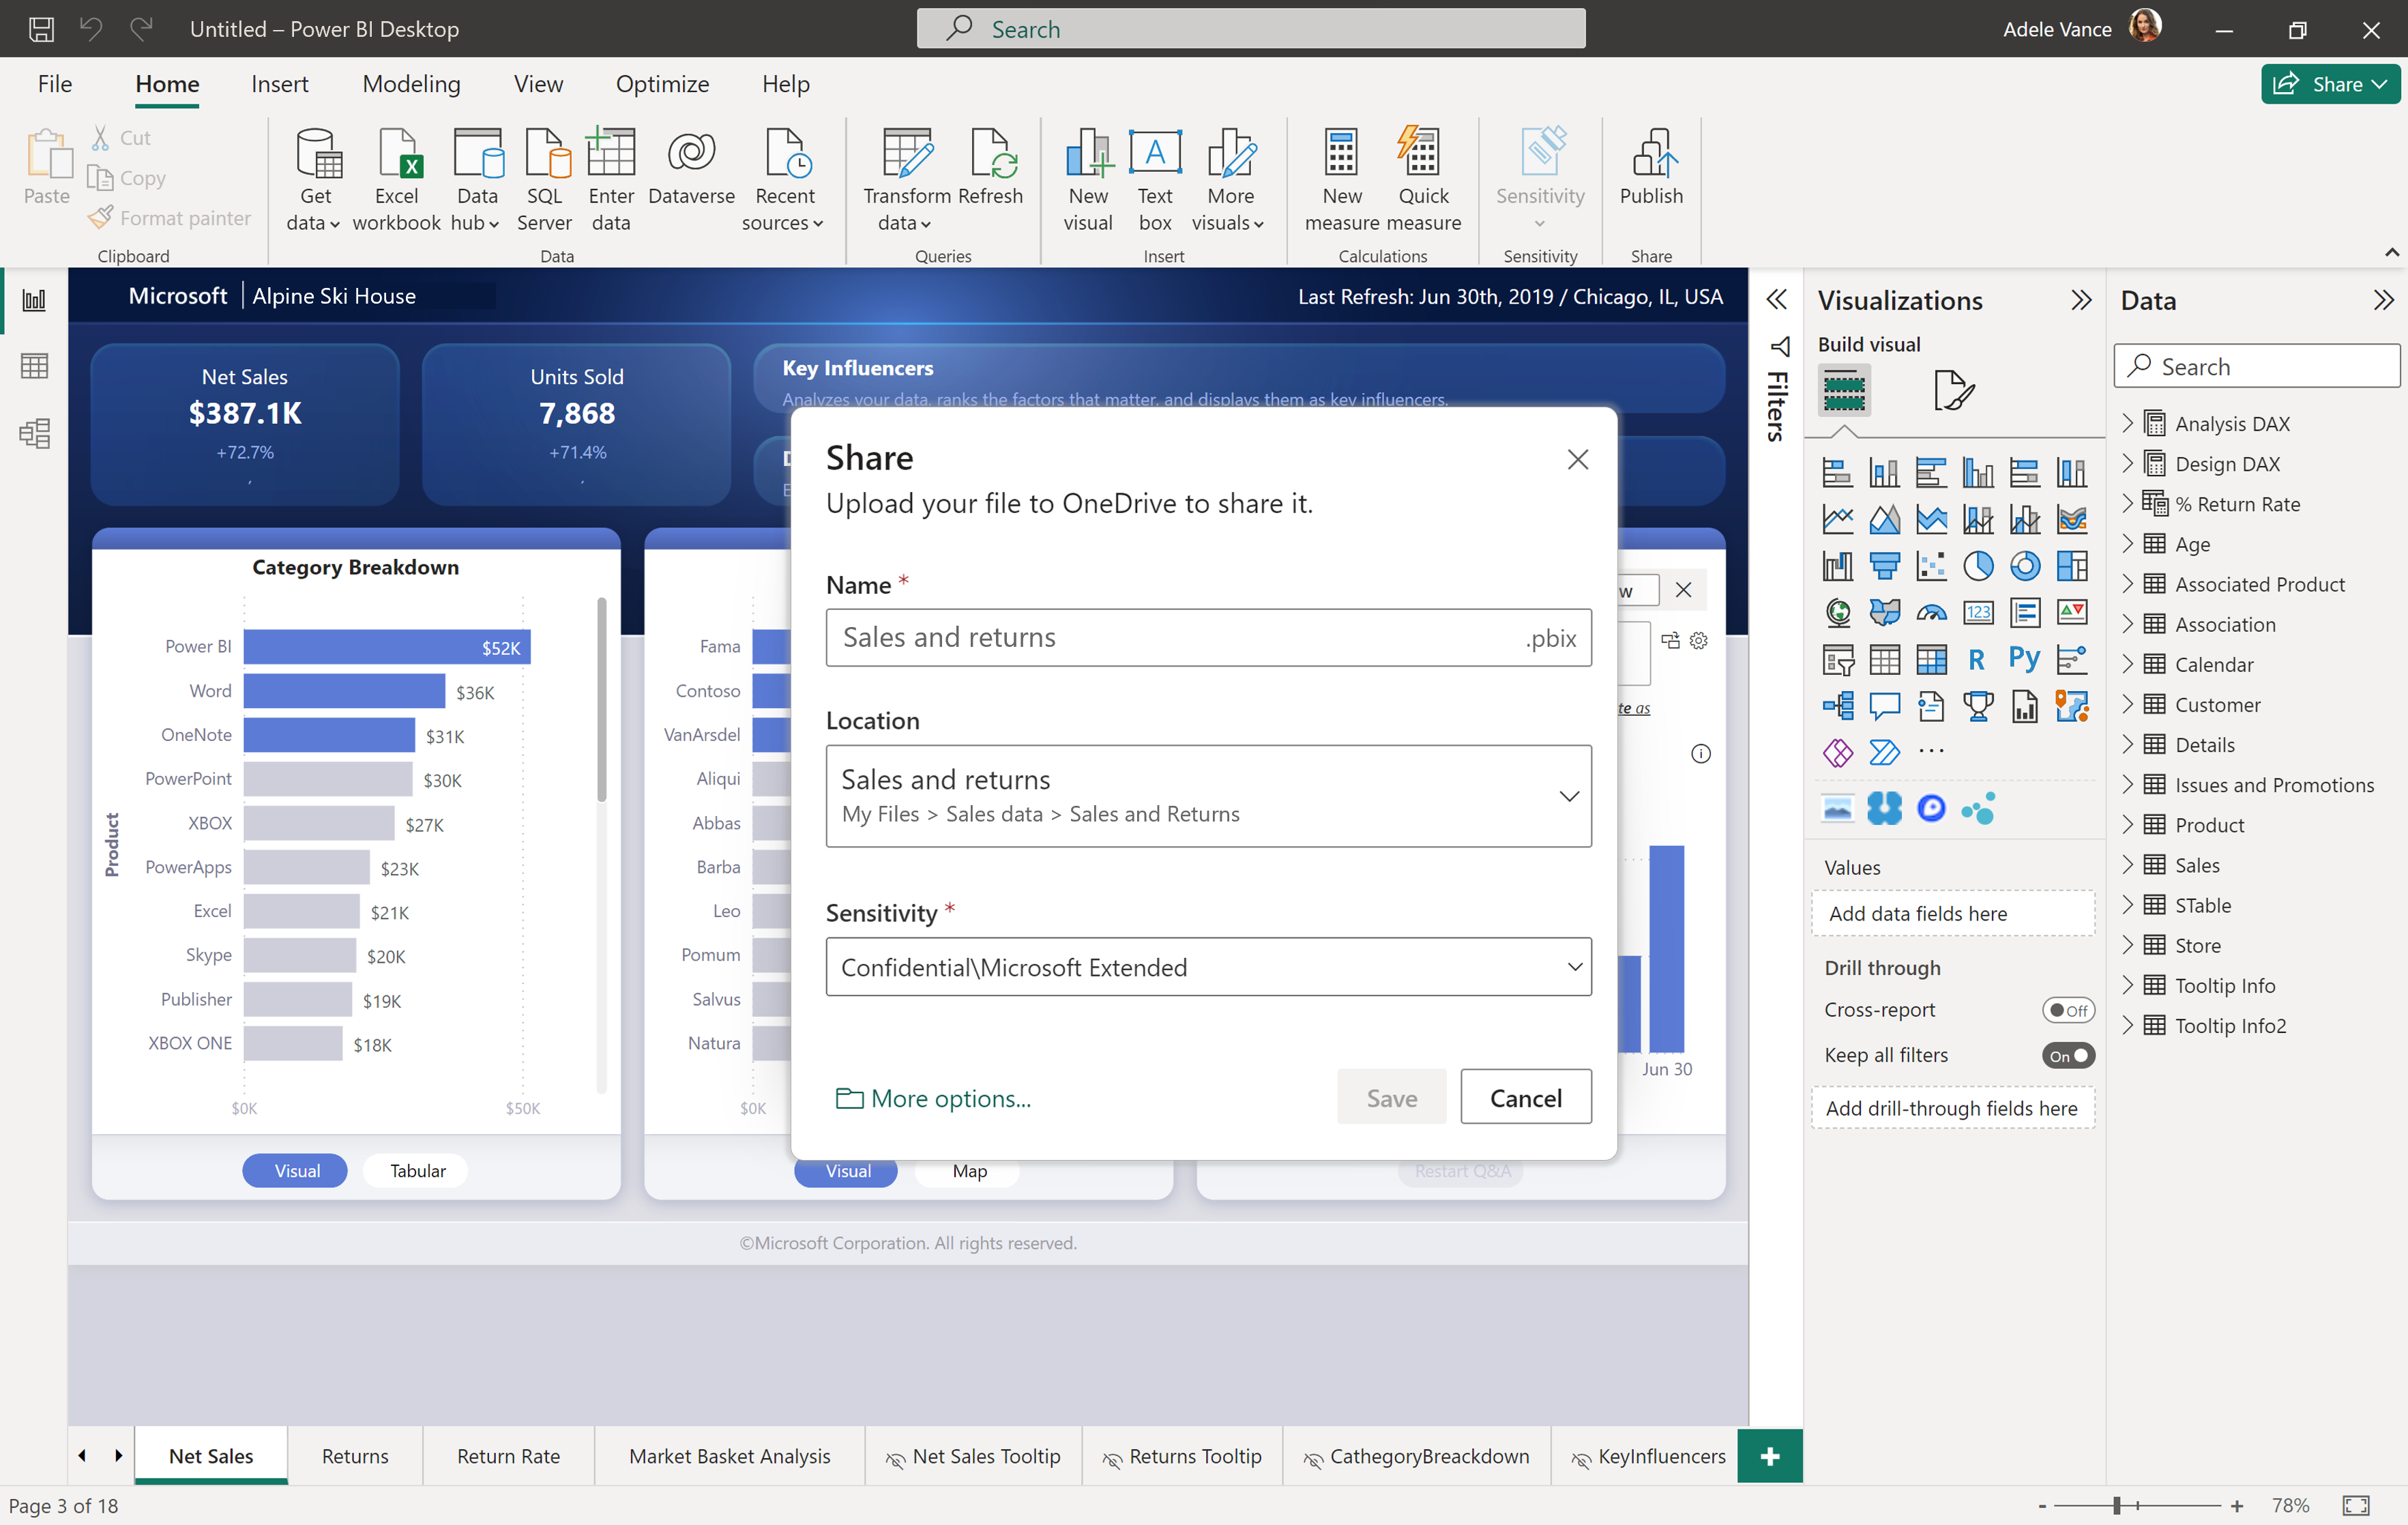 Untitled – Power BI Desktop
Search
Adele Vance
File
Home
Insert
Modeling
View
Optimize
Help
Share
Paste
Cut
Copy
Format painter
Clipboard
Get
data
Excel
workbook
Data
hub
SQL
Server
Enter
data
Dataverse
Recent
sources
Data
Transform
data
Refresh
Queries
New
visual
Text
box
More
visuals
Insert
New
measure
Quick
measure
Calculations
Sensitivity
Sensitivity
Publish
Share
Microsoft
Alpine Ski House
Last Refresh: Jun 30th, 2019 / Chicago, IL, USA
Net Sales
$387.1K
+72.7%
Units Sold
7,868
+71.4%
Key Influencers
Analyzes your data, ranks the factors that matter, and displays them as key influencers.
Category Breakdown
Product
Power BI $52K
Word $36K
OneNote $31K
PowerPoint $30K
XBOX $27K
PowerApps $23K
Excel $21K
Skype $20K
Publisher $19K
XBOX ONE $18K
$0K $50K
Visual
Tabular
Fama
Contoso
VanArsdel
Aliqui
Abbas
Barba
Leo
Pomum
Salvus
Natura
$0K
Visual
Map
w
te as
Jun 30
Restart Q&A
©Microsoft Corporation. All rights reserved.
Share
Upload your file to OneDrive to share it.
Name *
Sales and returns
.pbix
Location
Sales and returns
My Files > Sales data > Sales and Returns
Sensitivity *
Confidential\Microsoft Extended
More options...
Save
Cancel
Filters
Visualizations
Build visual
123
R
Py
Values
Add data fields here
Drill through
Cross-report
Off
Keep all filters
On
Add drill-through fields here
Data
Search
Analysis DAX
Design DAX
% Return Rate
Age
Associated Product
Association
Calendar
Customer
Details
Issues and Promotions
Product
Sales
STable
Store
Tooltip Info
Tooltip Info2
Net Sales
Returns
Return Rate
Market Basket Analysis
Net Sales Tooltip
Returns Tooltip
CathegoryBreakdown
KeyInfluencers
Page 3 of 18
78%